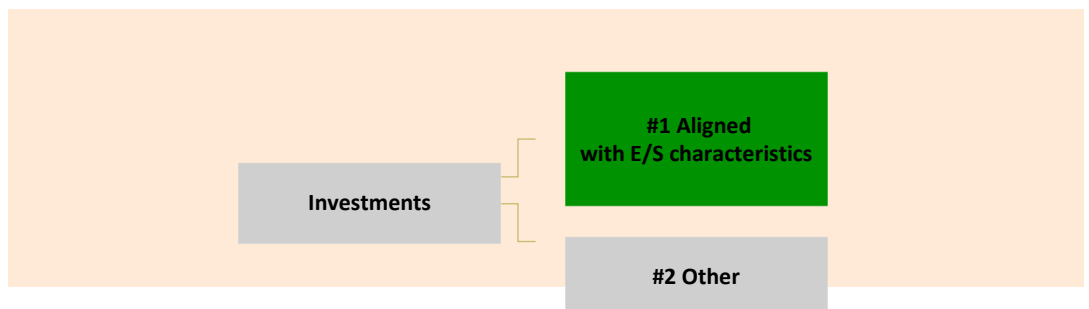 #1 Aligned
with E/S characteristics
Investments
#2 Other